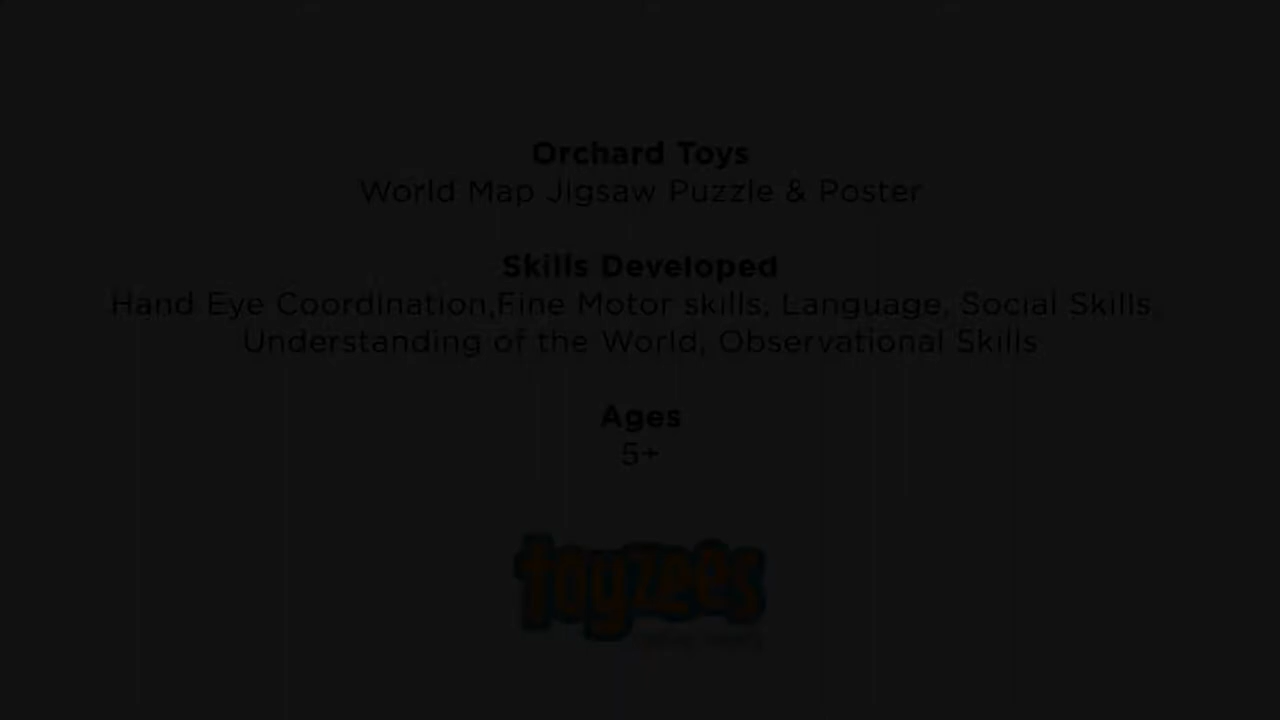 Orchard Toys
World Map Jigsaw Puzzle & Poster
Skills Developed
Hand Eye Coordination,Fine Motor skills, Language, Social Skills,
Understanding of the World, Observational Skills
Ages
5+
toyzees